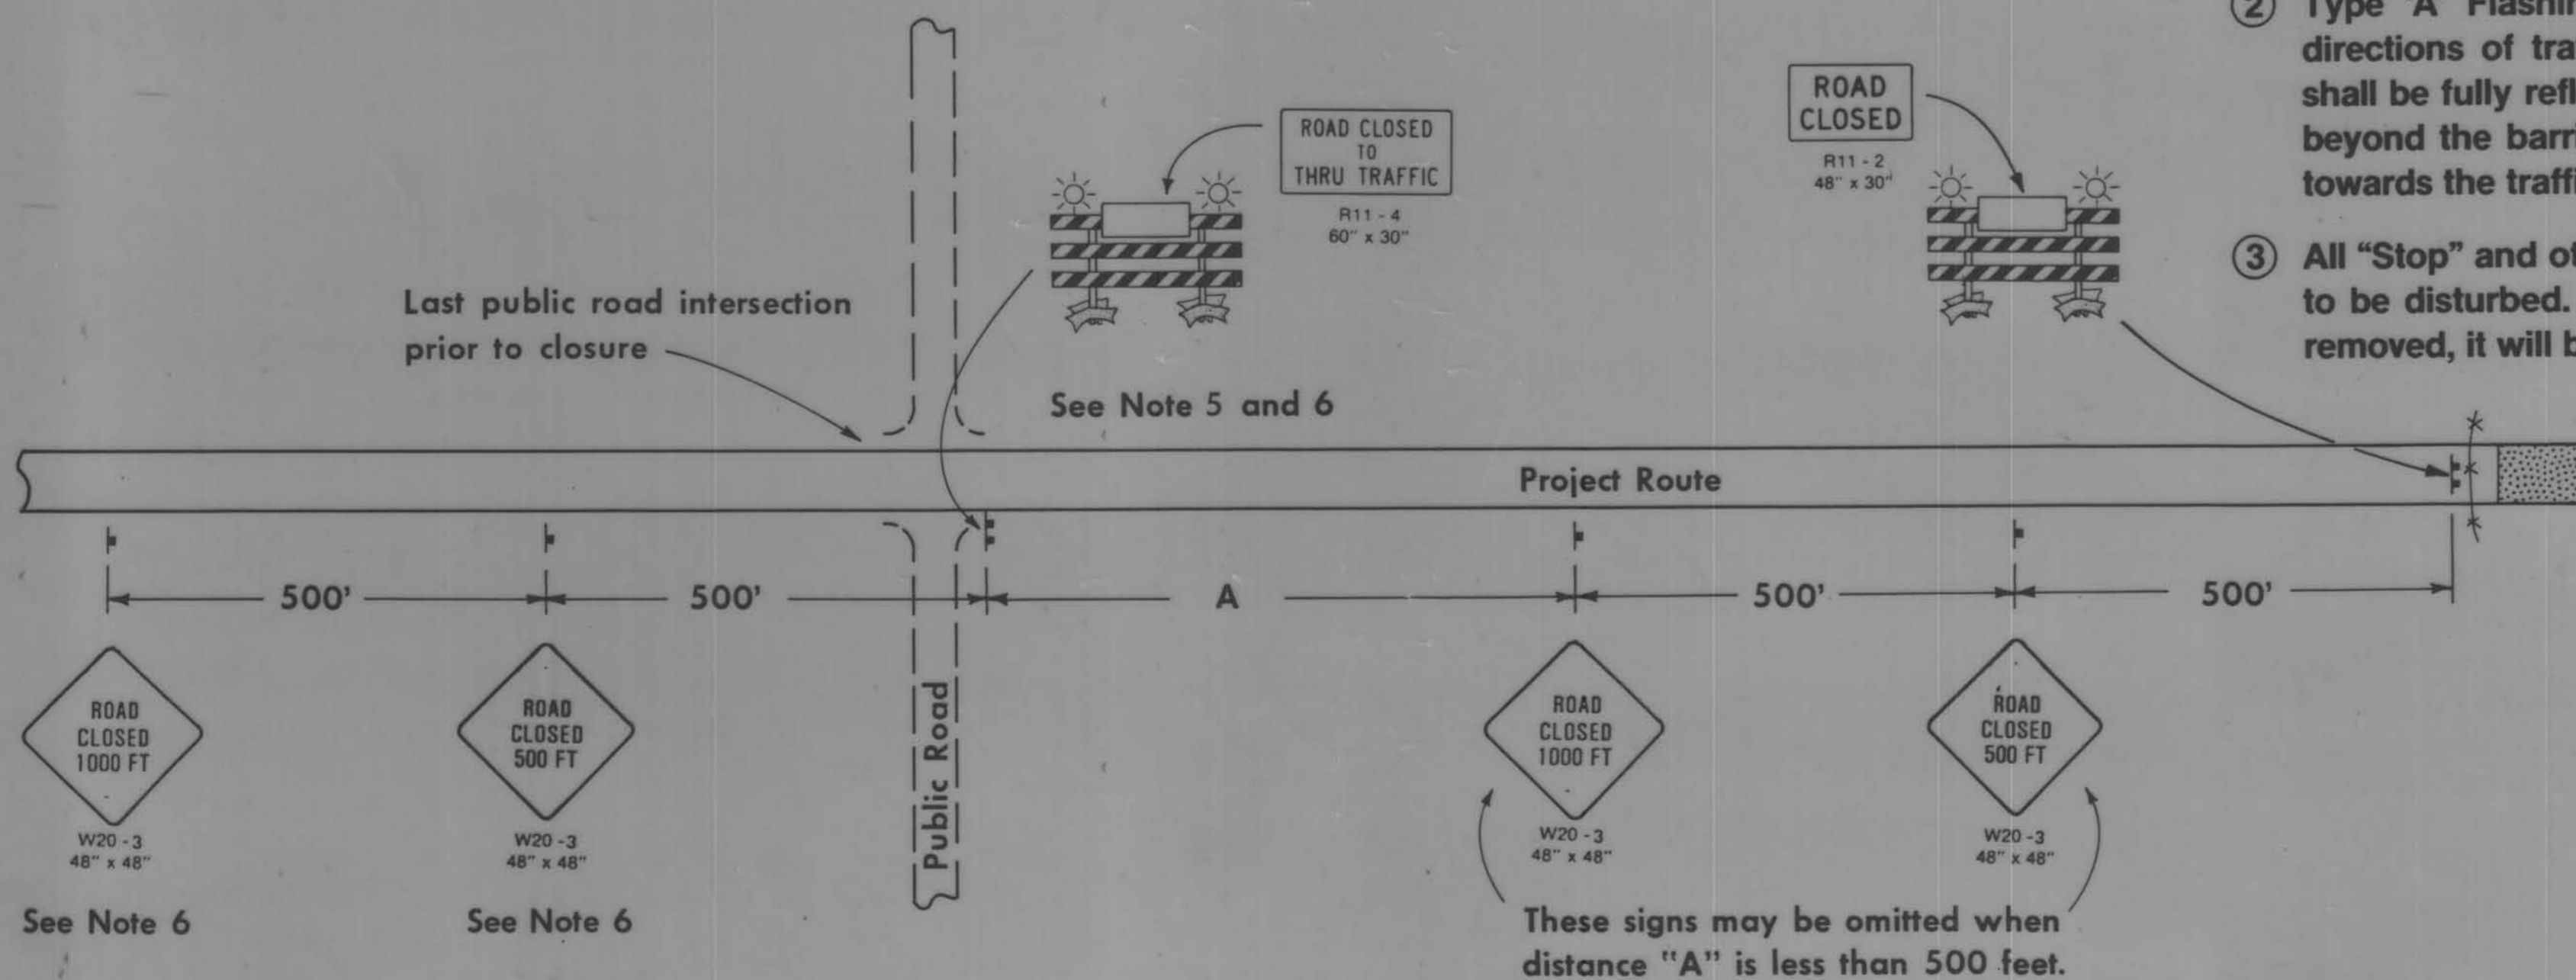 ② Type "A" Flashin
directions of tra
shall be fully refl
beyond the barri
towards the traffi
③ All “Stop” and ot
to be disturbed.
removed, it will b
ROAD
CLOSED
R11 - 2
48" x 30"
ROAD CLOSED
TO
THRU TRAFFIC
R11 - 4
60" x 30"
Last public road intersection
prior to closure
See Note 5 and 6
Project Route
500'
500'
A
500'
500'
Public Road
ROAD
CLOSED
1000 FT
W20 - 3
48" x 48"
See Note 6
ROAD
CLOSED
500 FT
W20 - 3
48" x 48"
See Note 6
ROAD
CLOSED
1000 FT
W20 - 3
48" x 48"
ROAD
CLOSED
500 FT
W20 - 3
48" x 48"
These signs may be omitted when
distance "A" is less than 500 feet.